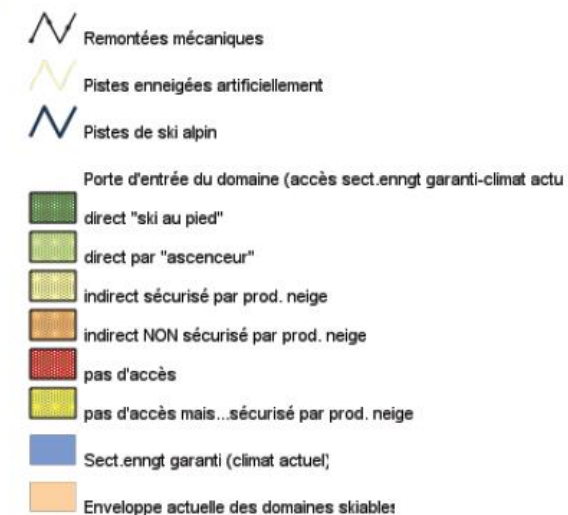 Remontées mécaniques
Pistes enneigées artificiellement
Pistes de ski alpin
Porte d'entrée du domaine (accès sect.enngt garanti-climat actu
direct "ski au pied"
direct par "ascenceur"
indirect sécurisé par prod. neige
indirect NON sécurisé par prod. neige
pas d'accès
pas d'accès mais...sécurisé par prod. neige
Sect.enngt garanti (climat actuel)
Enveloppe actuelle des domaines skiables